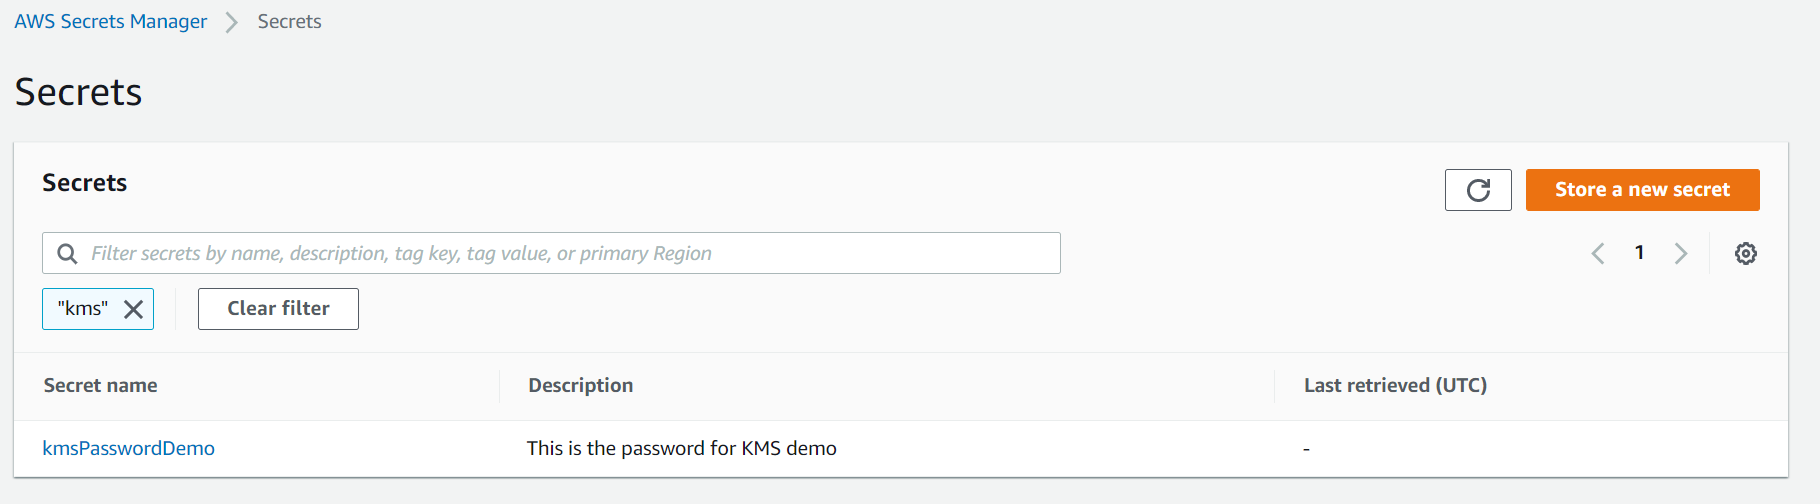 AWS Secrets Manager > Secrets
Secrets
Secrets
Store a new secret
Filter secrets by name, description, tag key, tag value, or primary Region
1
"kms"
Clear filter
Secret name Description Last retrieved (UTC)
kmsPasswordDemo This is the password for KMS demo -